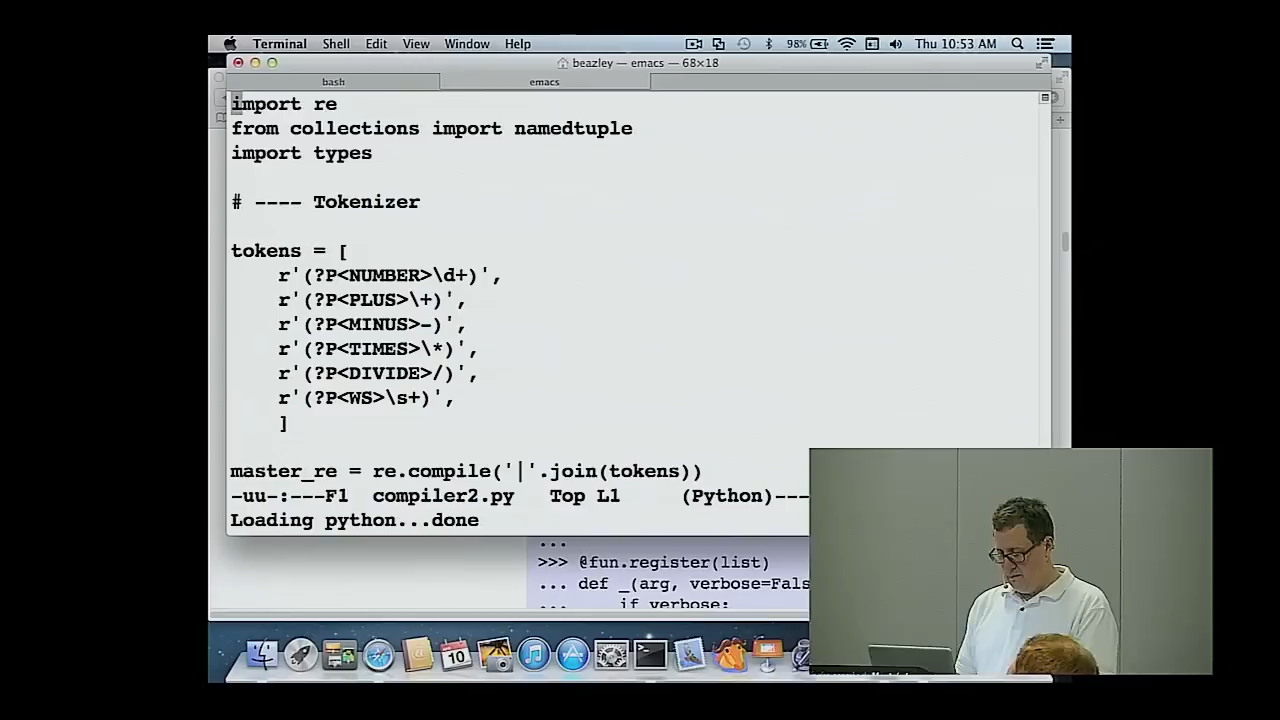 Terminal Shell Edit View Window Help 98% Thu 10:53 AM
beazley — emacs — 68×18
bash emacs
import re
from collections import namedtuple
import types
# ---- Tokenizer
tokens = [
r'(?P<NUMBER>\d+)',
r'(?P<PLUS>\+)',
r'(?P<MINUS>-)',
r'(?P<TIMES>\*)',
r'(?P<DIVIDE>/)',
r'(?P<WS>\s+)',
]
master_re = re.compile('|'.join(tokens))
-uu-:---F1 compiler2.py Top L1 (Python)---
Loading python...done
...
>>> @fun.register(list)
... def _(arg, verbose=Fals
... if verbose:
10